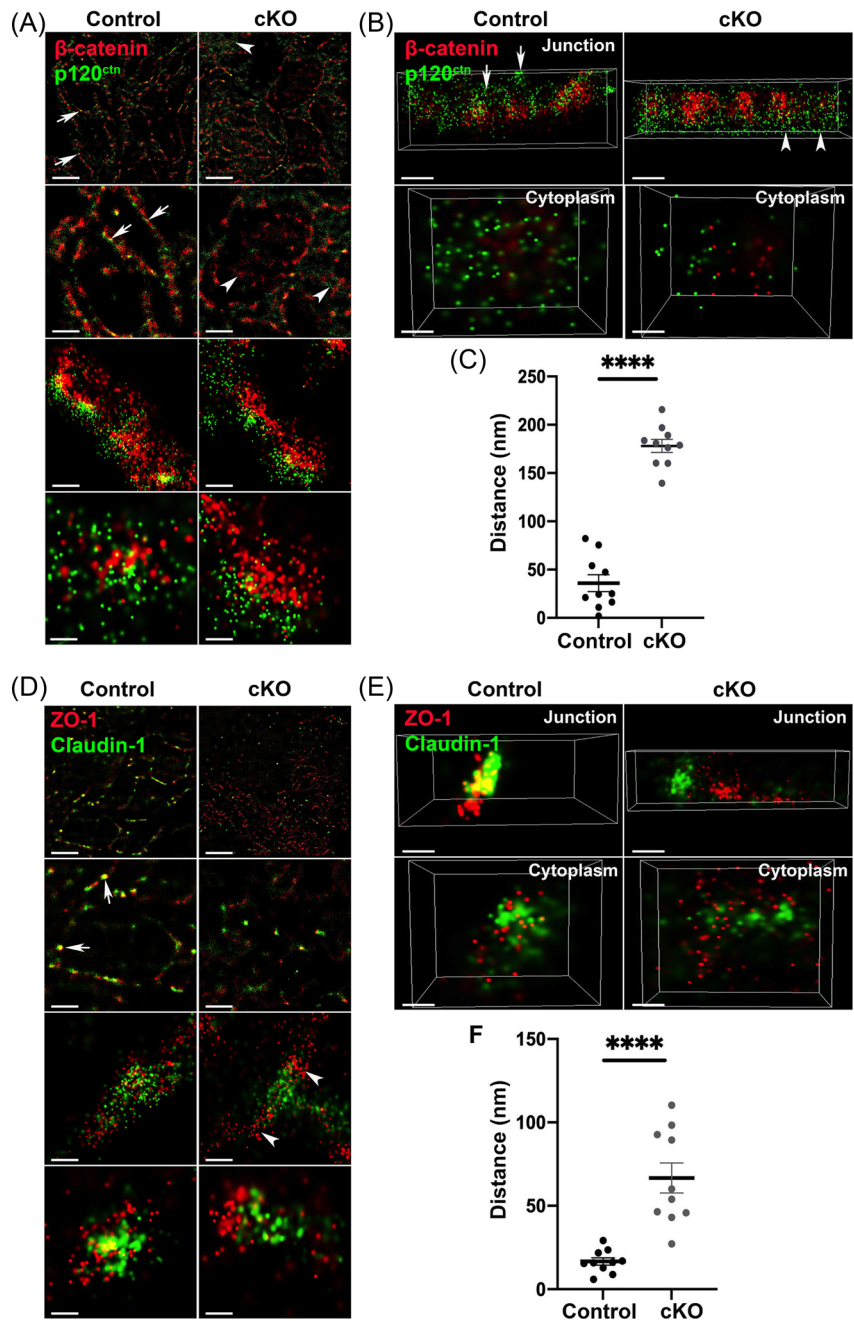 (A)
Control cKO
β-catenin
p120ctn
(B)
Control cKO
β-catenin
p120ctn
Junction
Cytoplasm
Cytoplasm
(C)
****
Distance (nm)
250
200
150
100
50
0
Control cKO
(D)
Control cKO
ZO-1
Claudin-1
(E)
Control cKO
ZO-1
Claudin-1
Junction
Junction
Cytoplasm
Cytoplasm
F
****
Distance (nm)
150
100
50
0
Control cKO